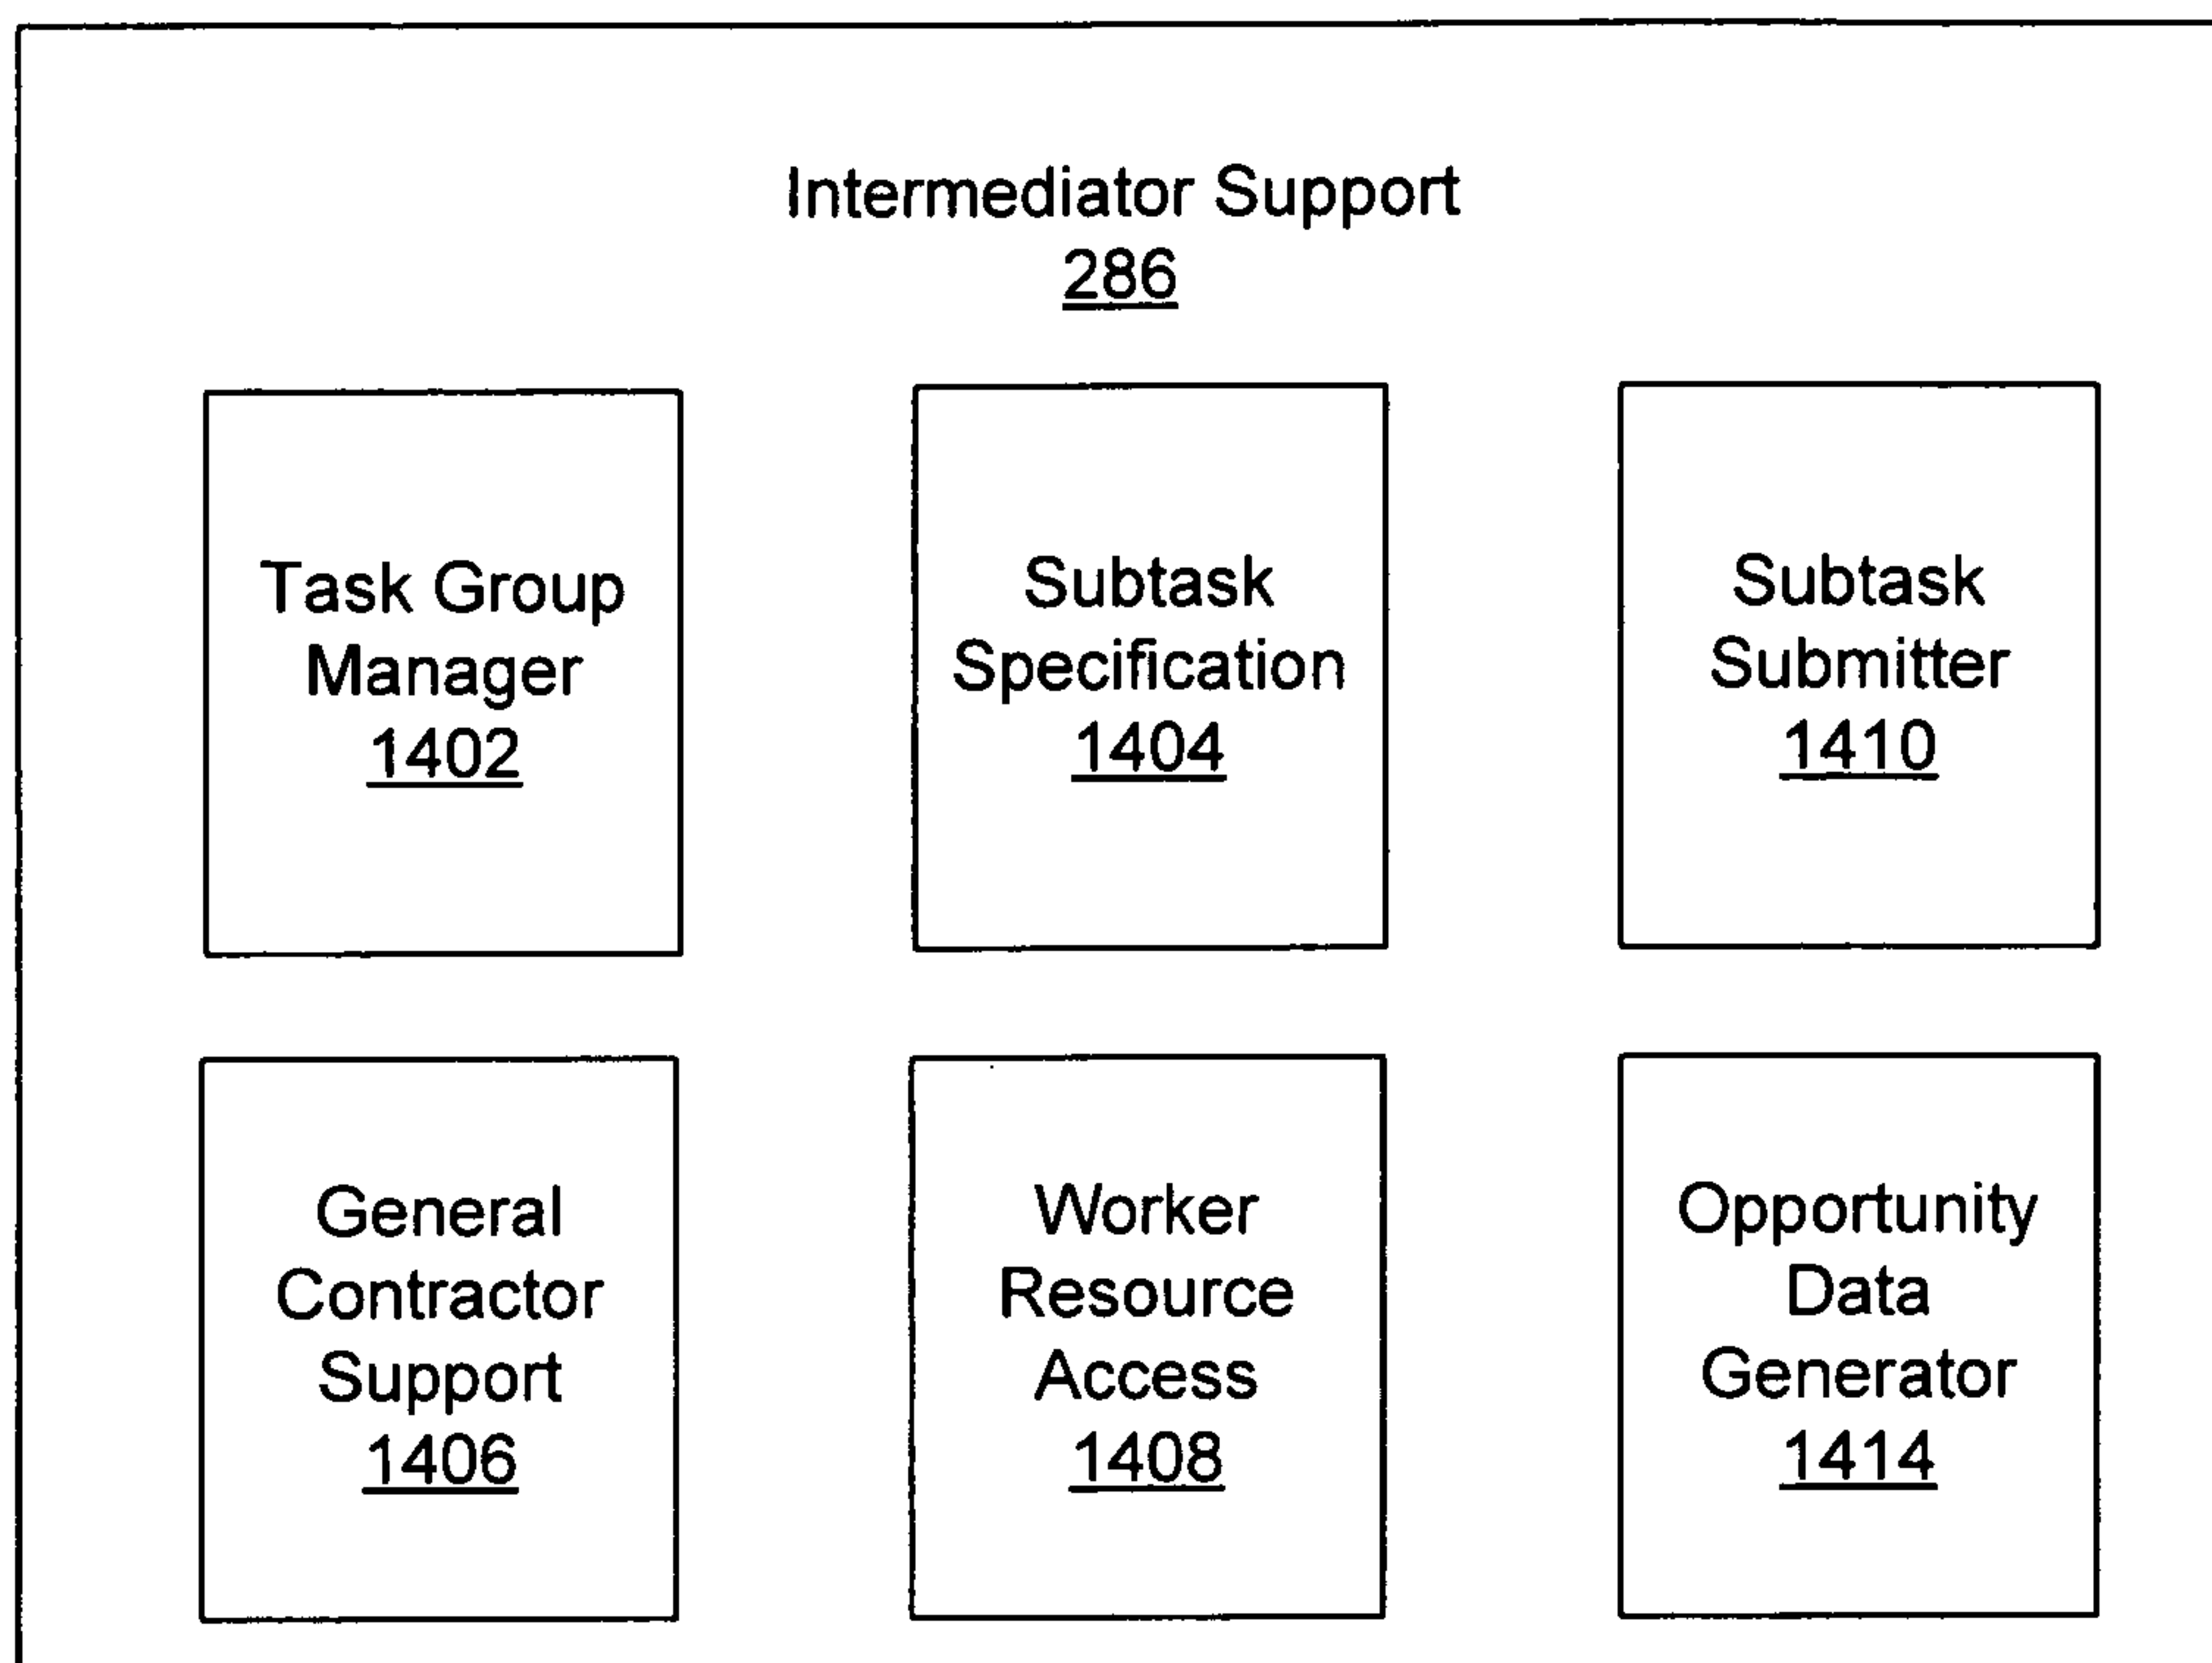 Intermediator Support
286
Task Group
Manager
1402
Subtask
Specification
1404
Subtask
Submitter
1410
General
Contractor
Support
1406
Worker
Resource
Access
1408
Opportunity
Data
Generator
1414